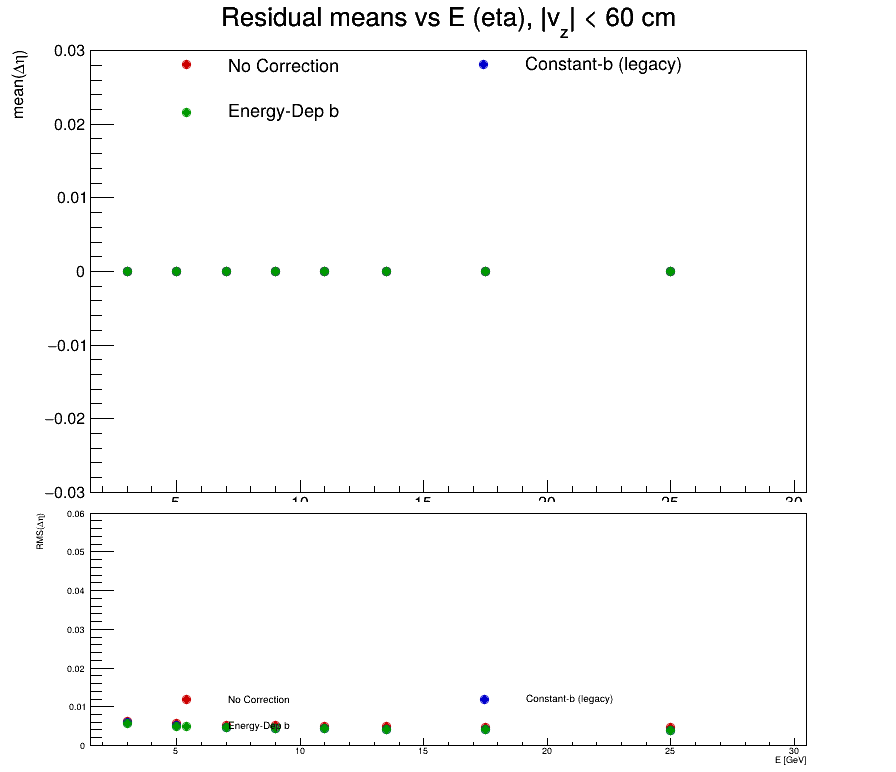 Residual means vs E (eta), |v_z| < 60 cm
mean(Δη)
0.03
0.02
0.01
0
−0.01
−0.02
−0.03
No Correction
Constant-b (legacy)
Energy-Dep b
5 10 15 20 25 30
RMS(Δη)
0.06
0.05
0.04
0.03
0.02
0.01
0
No Correction
Constant-b (legacy)
Energy-Dep b
5 10 15 20 25 30
E [GeV]